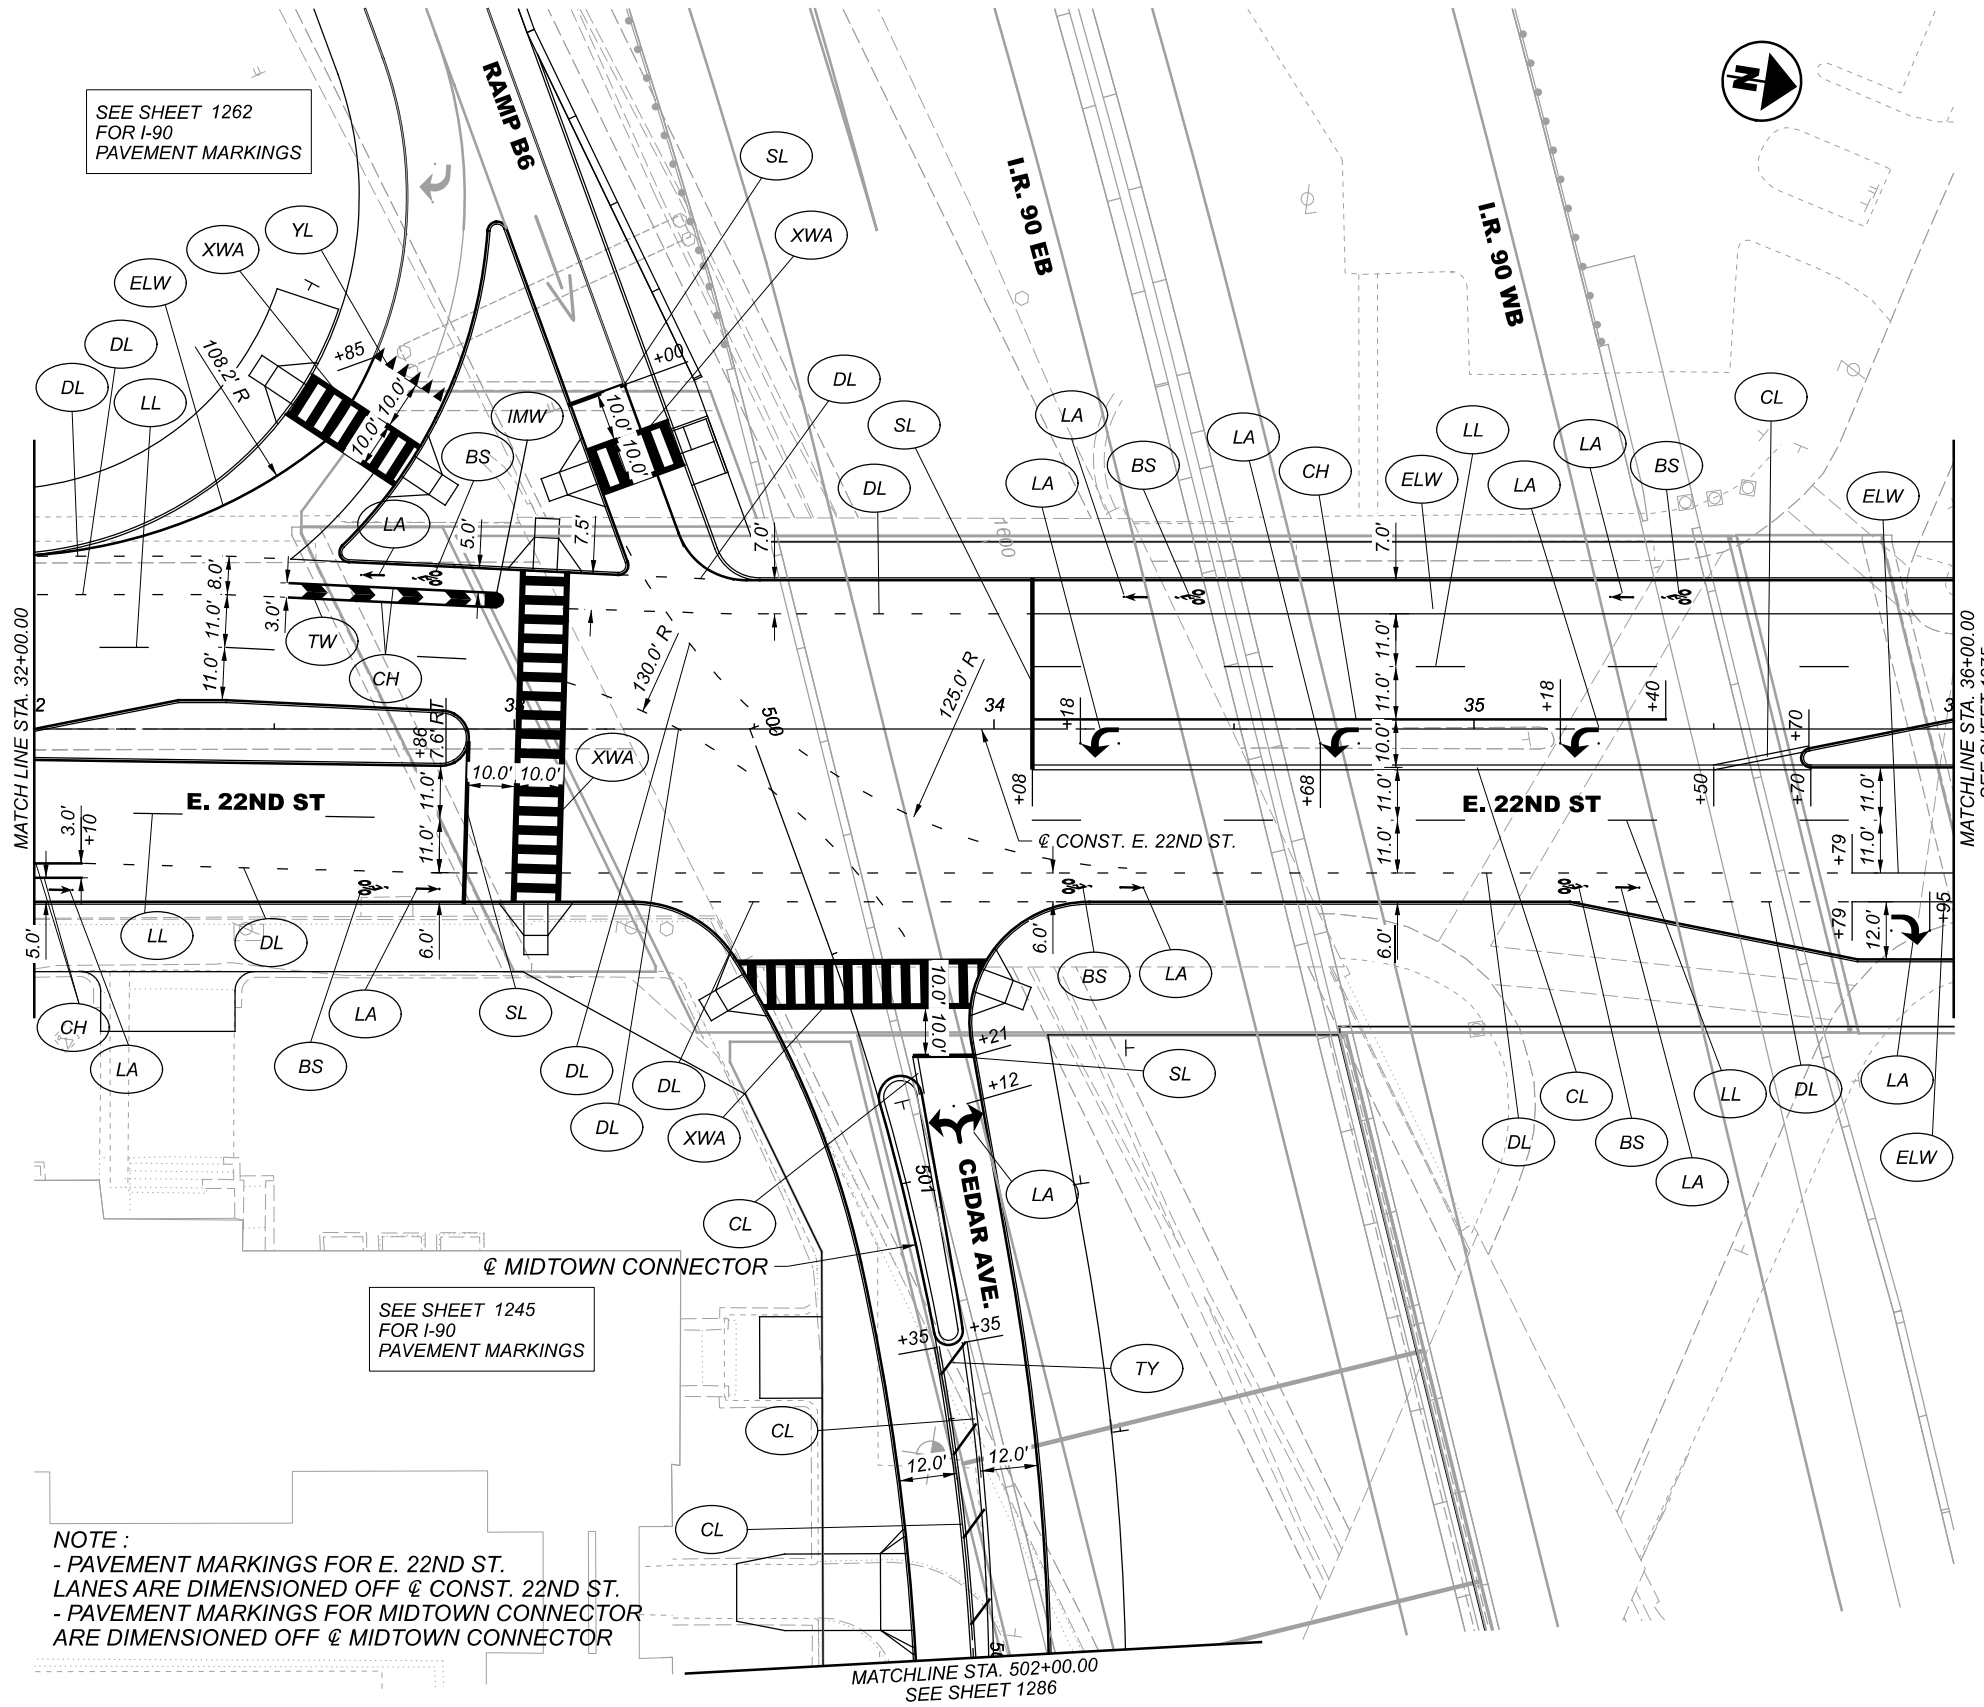 SEE SHEET 1262
FOR I-90
PAVEMENT MARKINGS
RAMP B6
SL
N
XWA
YL
XWA
ELW
I.R. 90 EB
I.R. 90 WB
DL
DL
LL
108.2' R
+85
10.0'
10.0'
IMW
BS
+00
10.0'
10.0'
DL
SL
LA
LA
BS
LA
CH
ELW
LL
LA
LA
BS
CL
ELW
DL
LA
5.0'
7.5'
7.0'
1600
7.0'
8.0'
11.0'
3.0'
11.0'
TW
CH
130.0' R
125.0' R
500
11.0'
11.0'
10.0'
MATCH LINE STA. 32+00.00
2
+86
7.6' RT
34
+18
35
+18
+40
+70
3
MATCHLINE STA. 36+00.00
XWA
10.0'
10.0'
E. 22ND ST
11.0'
11.0'
3.0'
+10
+08
+68
11.0'
11.0'
E. 22ND ST
+50
+70
11.0'
11.0'
℄ CONST. E. 22ND ST.
+79
+79
12.0'
+95
5.0'
LL
DL
6.0'
6.0'
6.0'
CH
LA
BS
LA
SL
DL
DL
DL
XWA
10.0'
10.0'
+21
+12
BS
LA
SL
DL
CL
BS
LA
LL
DL
LA
ELW
CL
501
CEDAR AVE.
LA
℄ MIDTOWN CONNECTOR
SEE SHEET 1245
FOR I-90
PAVEMENT MARKINGS
+35
+35
TY
CL
12.0'
12.0'
CL
NOTE :
- PAVEMENT MARKINGS FOR E. 22ND ST.
LANES ARE DIMENSIONED OFF ℄ CONST. 22ND ST.
- PAVEMENT MARKINGS FOR MIDTOWN CONNECTOR
ARE DIMENSIONED OFF ℄ MIDTOWN CONNECTOR
MATCHLINE STA. 502+00.00
SEE SHEET 1286